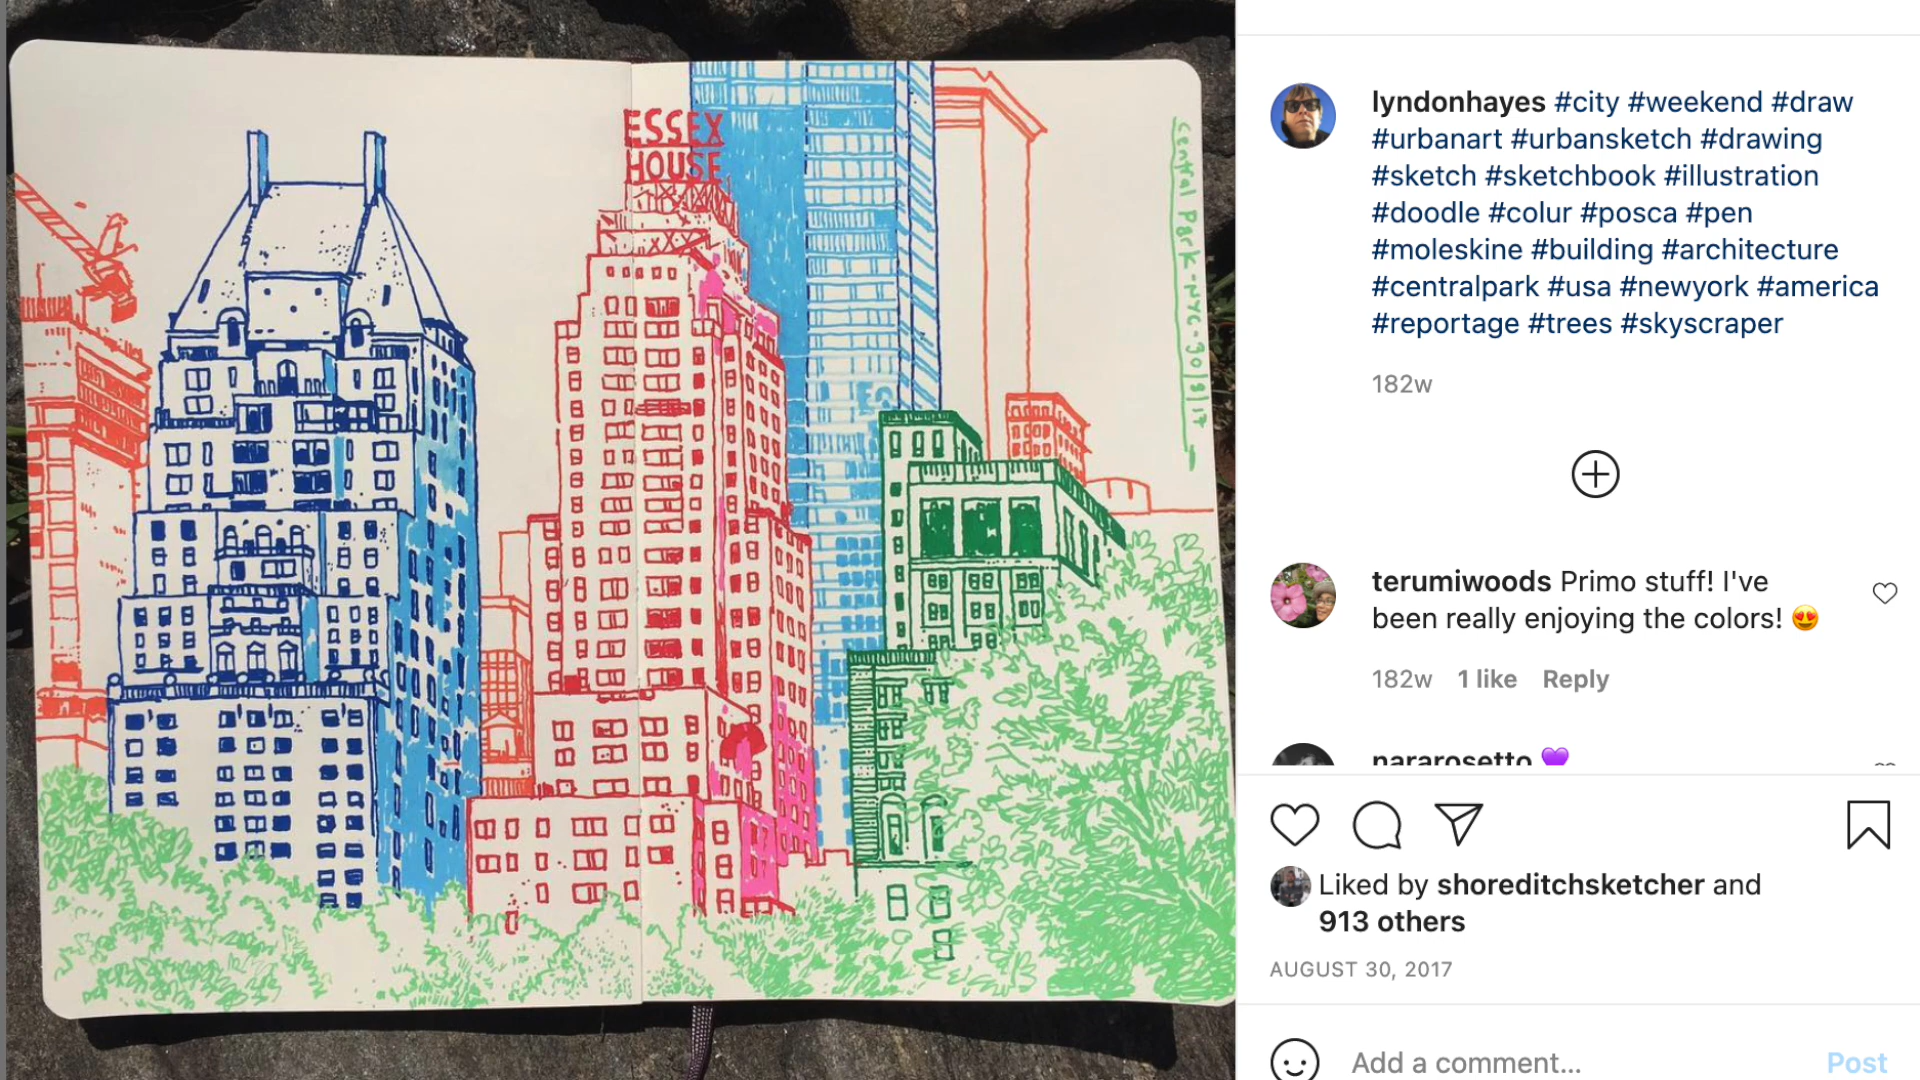 ESSEX
HOUSE
Central Park - NYC - 30/8/17
lyndonhayes #city #weekend #draw
#urbanart #urbansketch #drawing
#sketch #sketchbook #illustration
#doodle #colur #posca #pen
#moleskine #building #architecture
#centralpark #usa #newyork #america
#reportage #trees #skyscraper
182w
terumiwoods Primo stuff! I've
been really enjoying the colors! 😍
182w 1 like Reply
nararosetto 💜
Liked by shoreditchsketcher and
913 others
AUGUST 30, 2017
Add a comment... Post